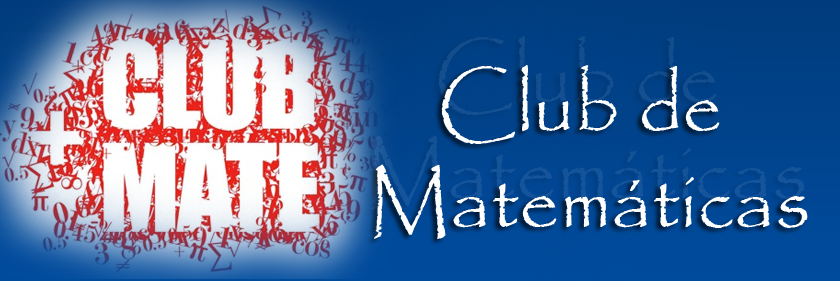 CLUB
+MATE
Club de
Matemáticas